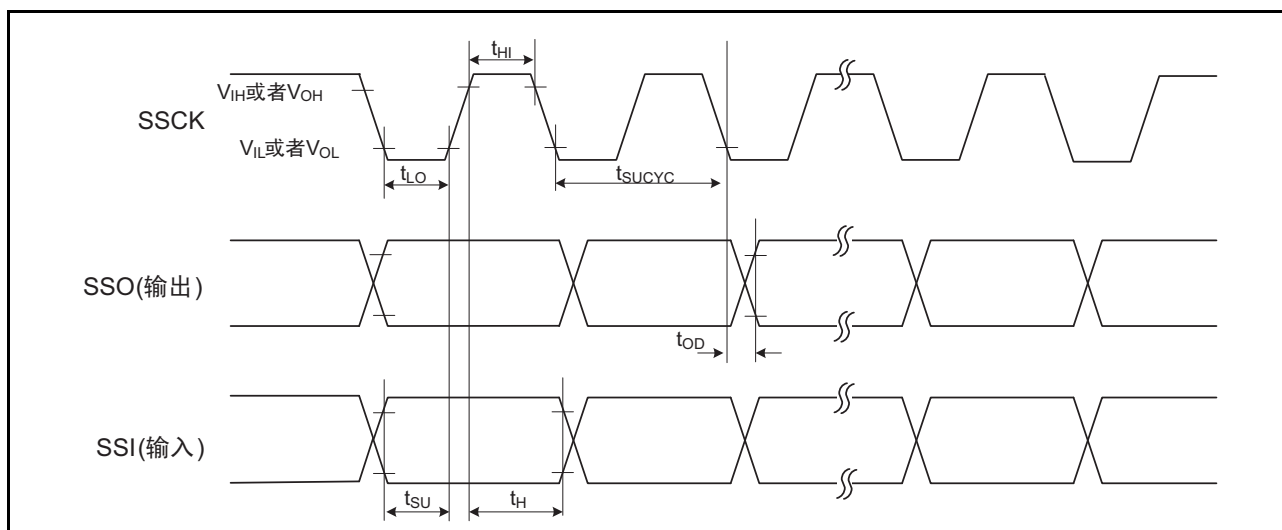 tHI
VIH或者VOH
SSCK
VIL或者VOL
tLO
tSUCYC
SSO(输出)
tOD
SSI(输入)
tSU
tH